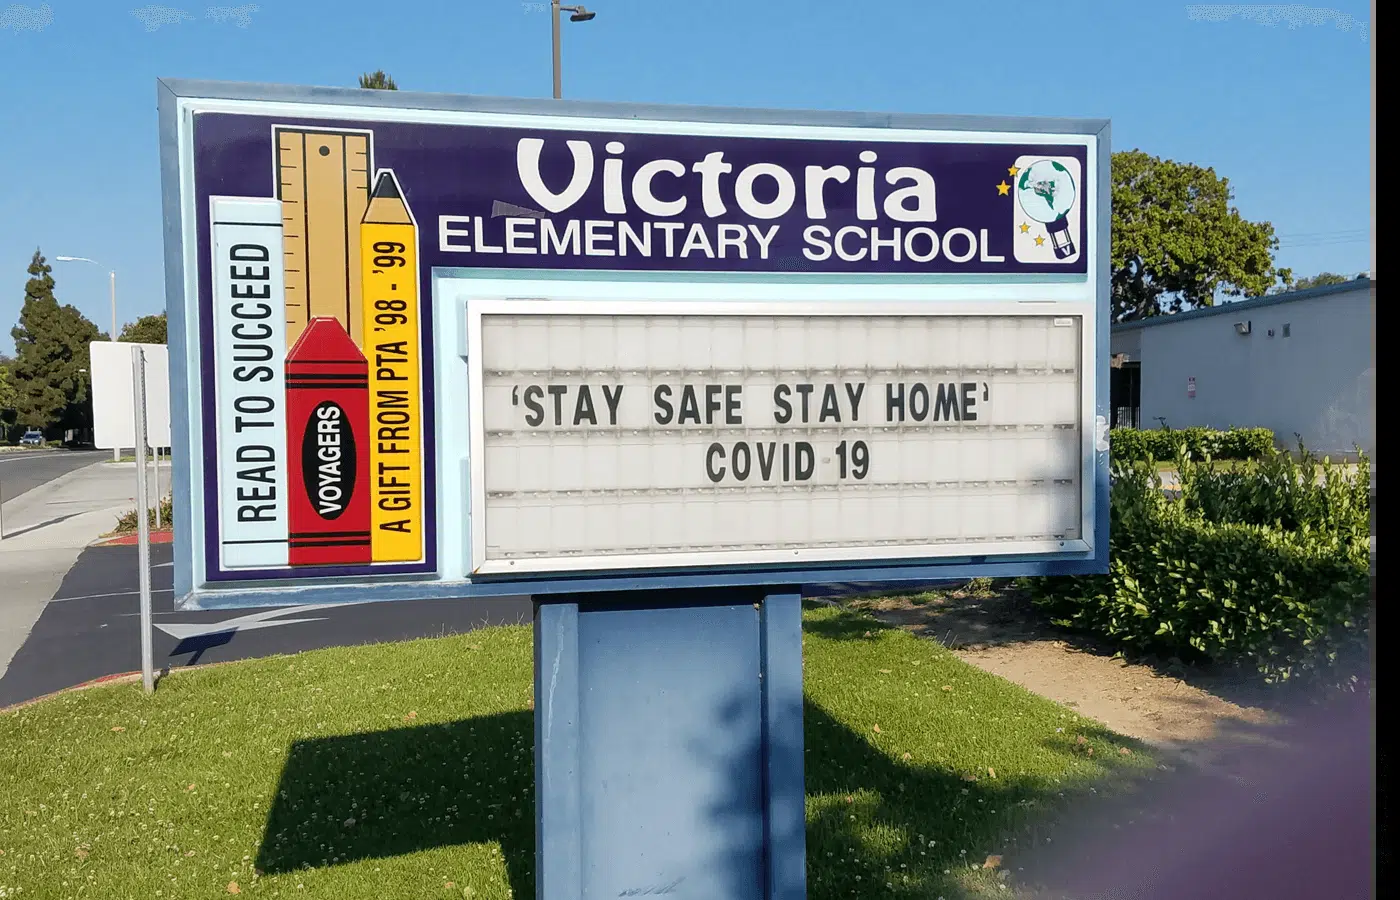 Victoria
ELEMENTARY SCHOOL
READ TO SUCCEED
VOYAGERS
A GIFT FROM PTA '98 - '99
'STAY SAFE STAY HOME'
COVID 19
V